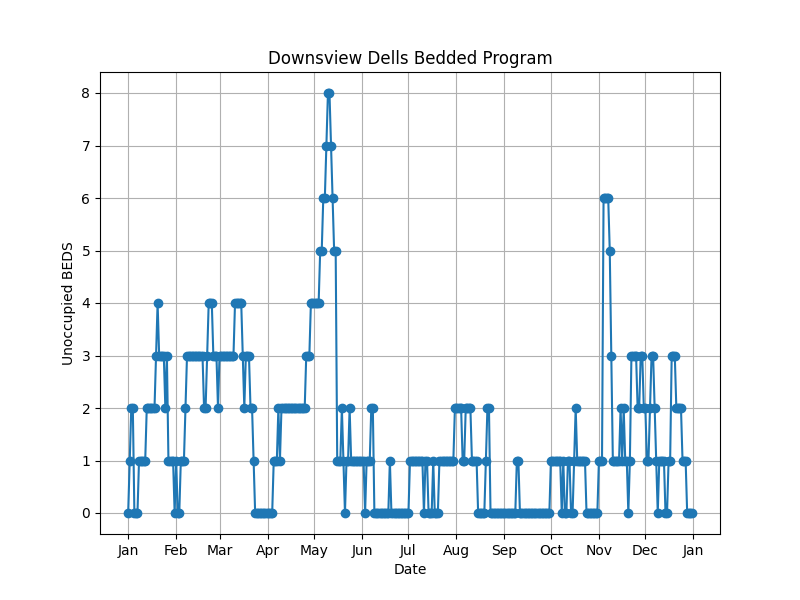 Downsview Dells Bedded Program
Unoccupied BEDS
8
7
6
5
4
3
2
1
0
Jan Feb Mar Apr May Jun Jul Aug Sep Oct Nov Dec Jan
Date